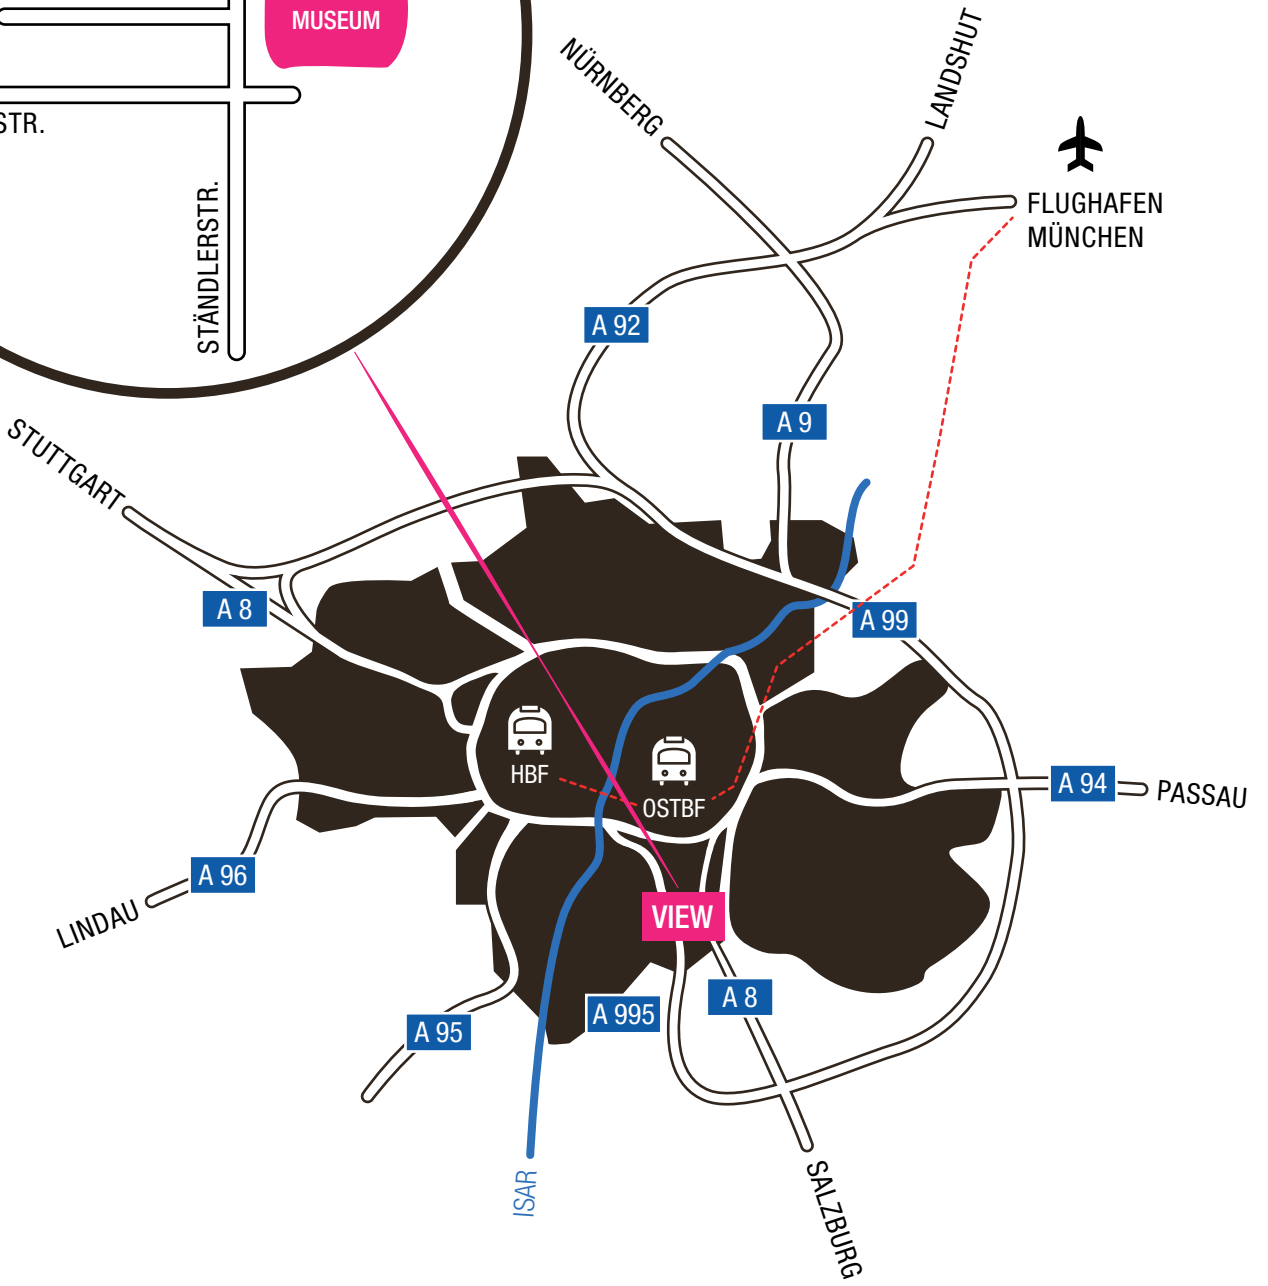 MUSEUM
STR.
STÄNDLERSTR.
NÜRNBERG
LANDSHUT
FLUGHAFEN
MÜNCHEN
A 92
A 9
STUTTGART
A 8
A 99
HBF
OSTBF
A 94
PASSAU
A 96
LINDAU
VIEW
A 8
A 995
A 95
ISAR
SALZBURG